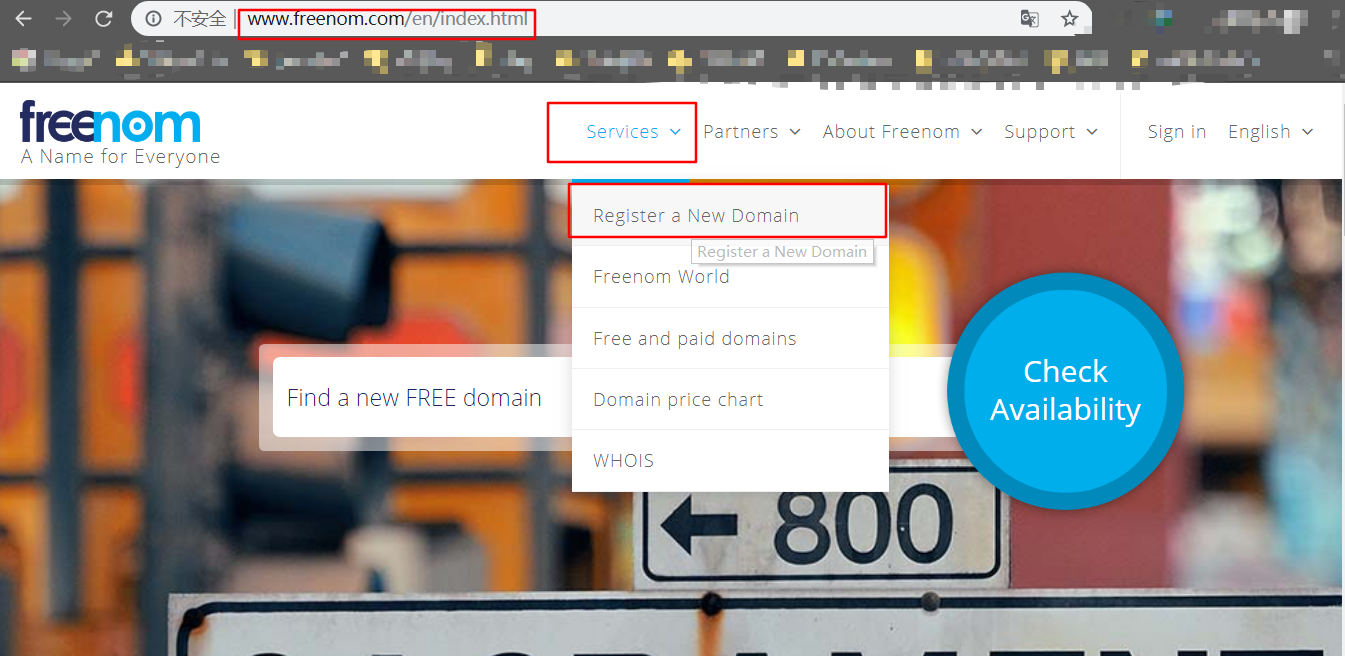 不安全 | www.freenom.com/en/index.html
freenom
A Name for Everyone
Services Partners About Freenom Support Sign in English
Register a New Domain
Register a New Domain
Freenom World
Free and paid domains
Domain price chart
WHOIS
Find a new FREE domain
Check
Availability
800